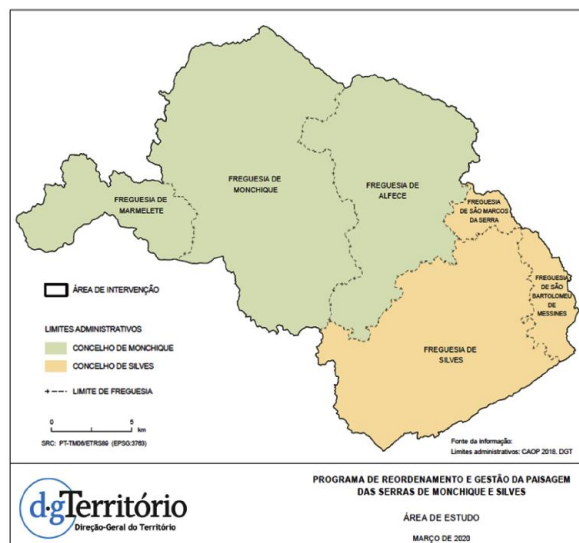 FREGUESIA DE
MONCHIQUE
FREGUESIA DE
ALFECE
FREGUESIA DE
MARMELETE
FREGUESIA
DE SÃO MARCOS
DA SERRA
FREGUESIA
DE SÃO
BARTOLOMEU
DE
MESSINES
FREGUESIA DE
SILVES
ÁREA DE INTERVENÇÃO
LIMITES ADMINISTRATIVOS
CONCELHO DE MONCHIQUE
CONCELHO DE SILVES
LIMITE DE FREGUESIA
0 5
km
SRC: PT-TM06/ETRS89 (EPSG:3763)
Fonte da informação:
Limites administrativos: CAOP 2018. DGT
d·gTerritório
Direção-Geral do Território
PROGRAMA DE REORDENAMENTO E GESTÃO DA PAISAGEM
DAS SERRAS DE MONCHIQUE E SILVES
ÁREA DE ESTUDO
MARÇO DE 2020